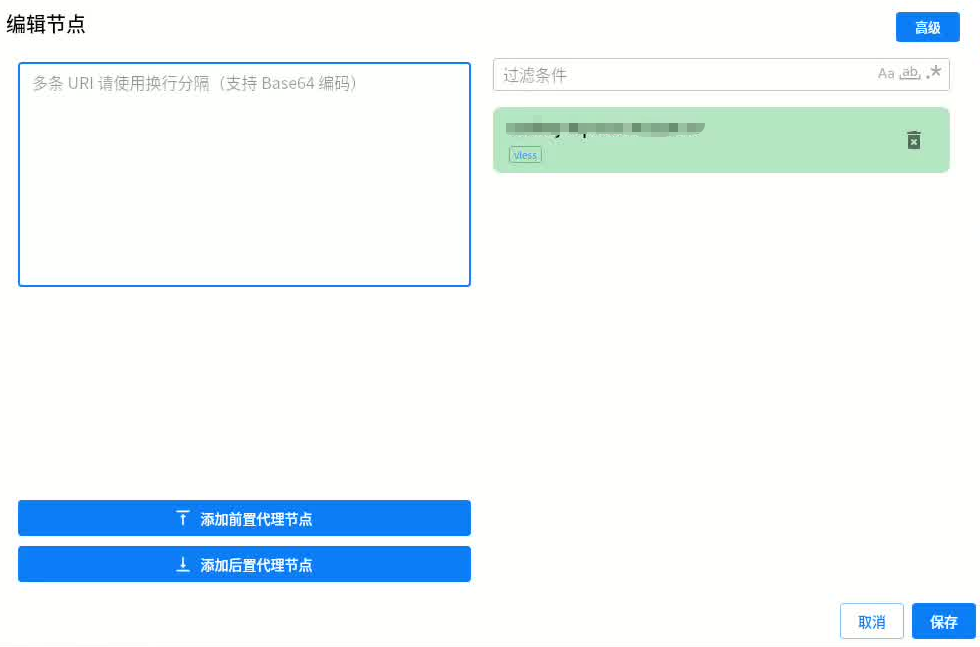 编辑节点
高级
多条 URI 请使用换行分隔（支持 Base64 编码）
过滤条件
Aa ab .*
vless
添加前置代理节点
添加后置代理节点
取消
保存